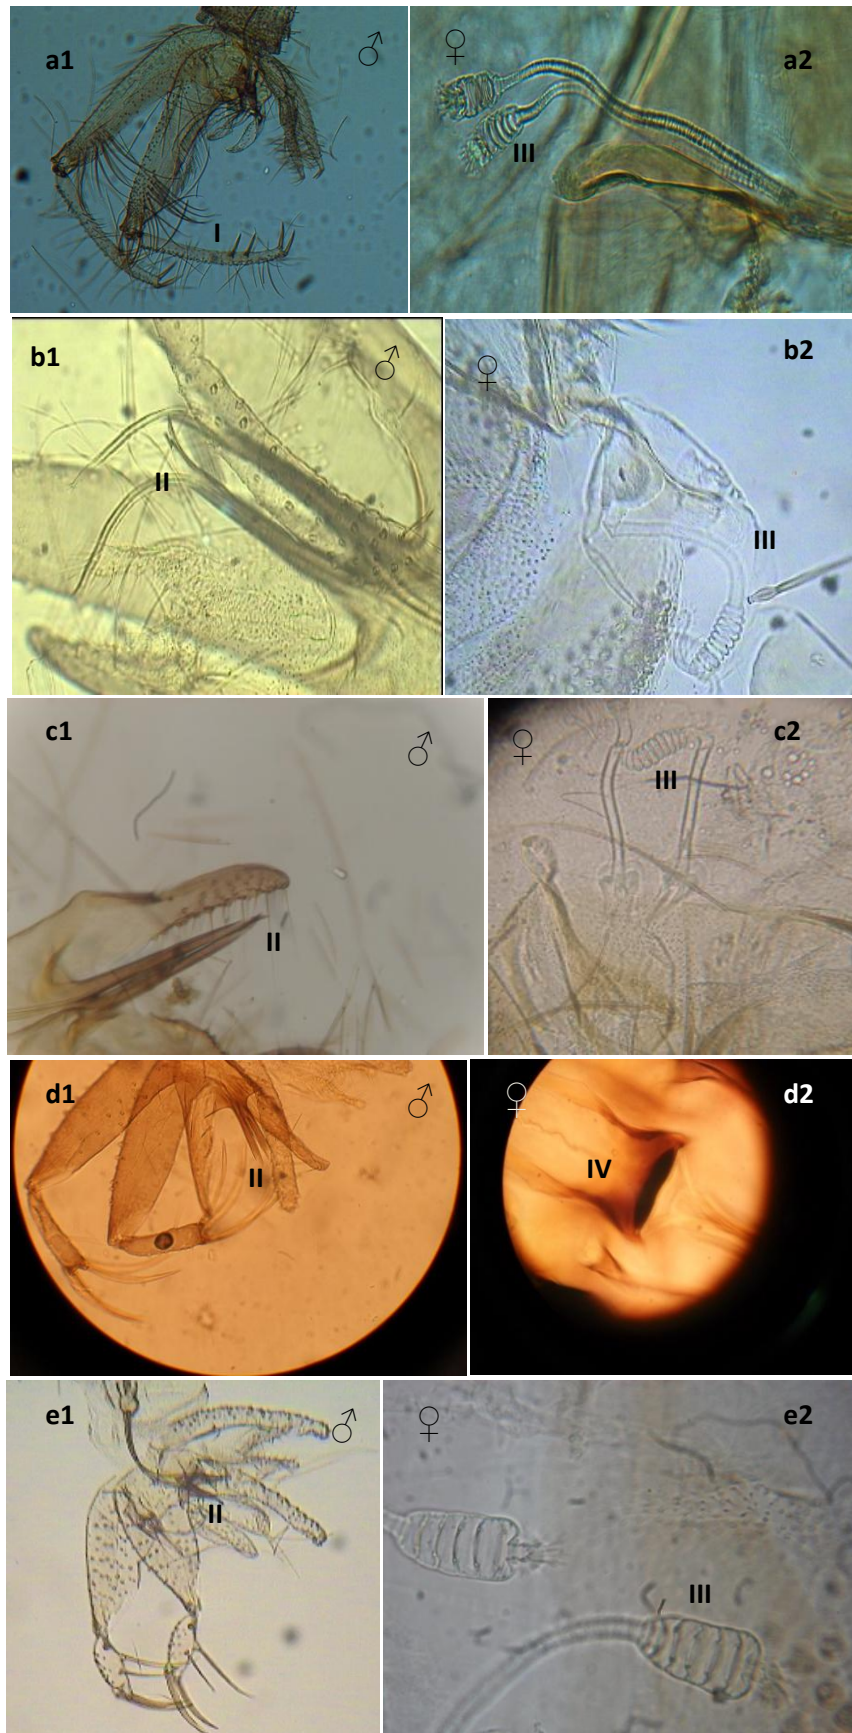 a1 ♂
I
♀ a2
III
b1 ♂
II
♀ b2
III
c1 ♂
II
♀ c2
III
d1 ♂
II
♀ d2
IV
e1 ♂
II
♀ e2
III